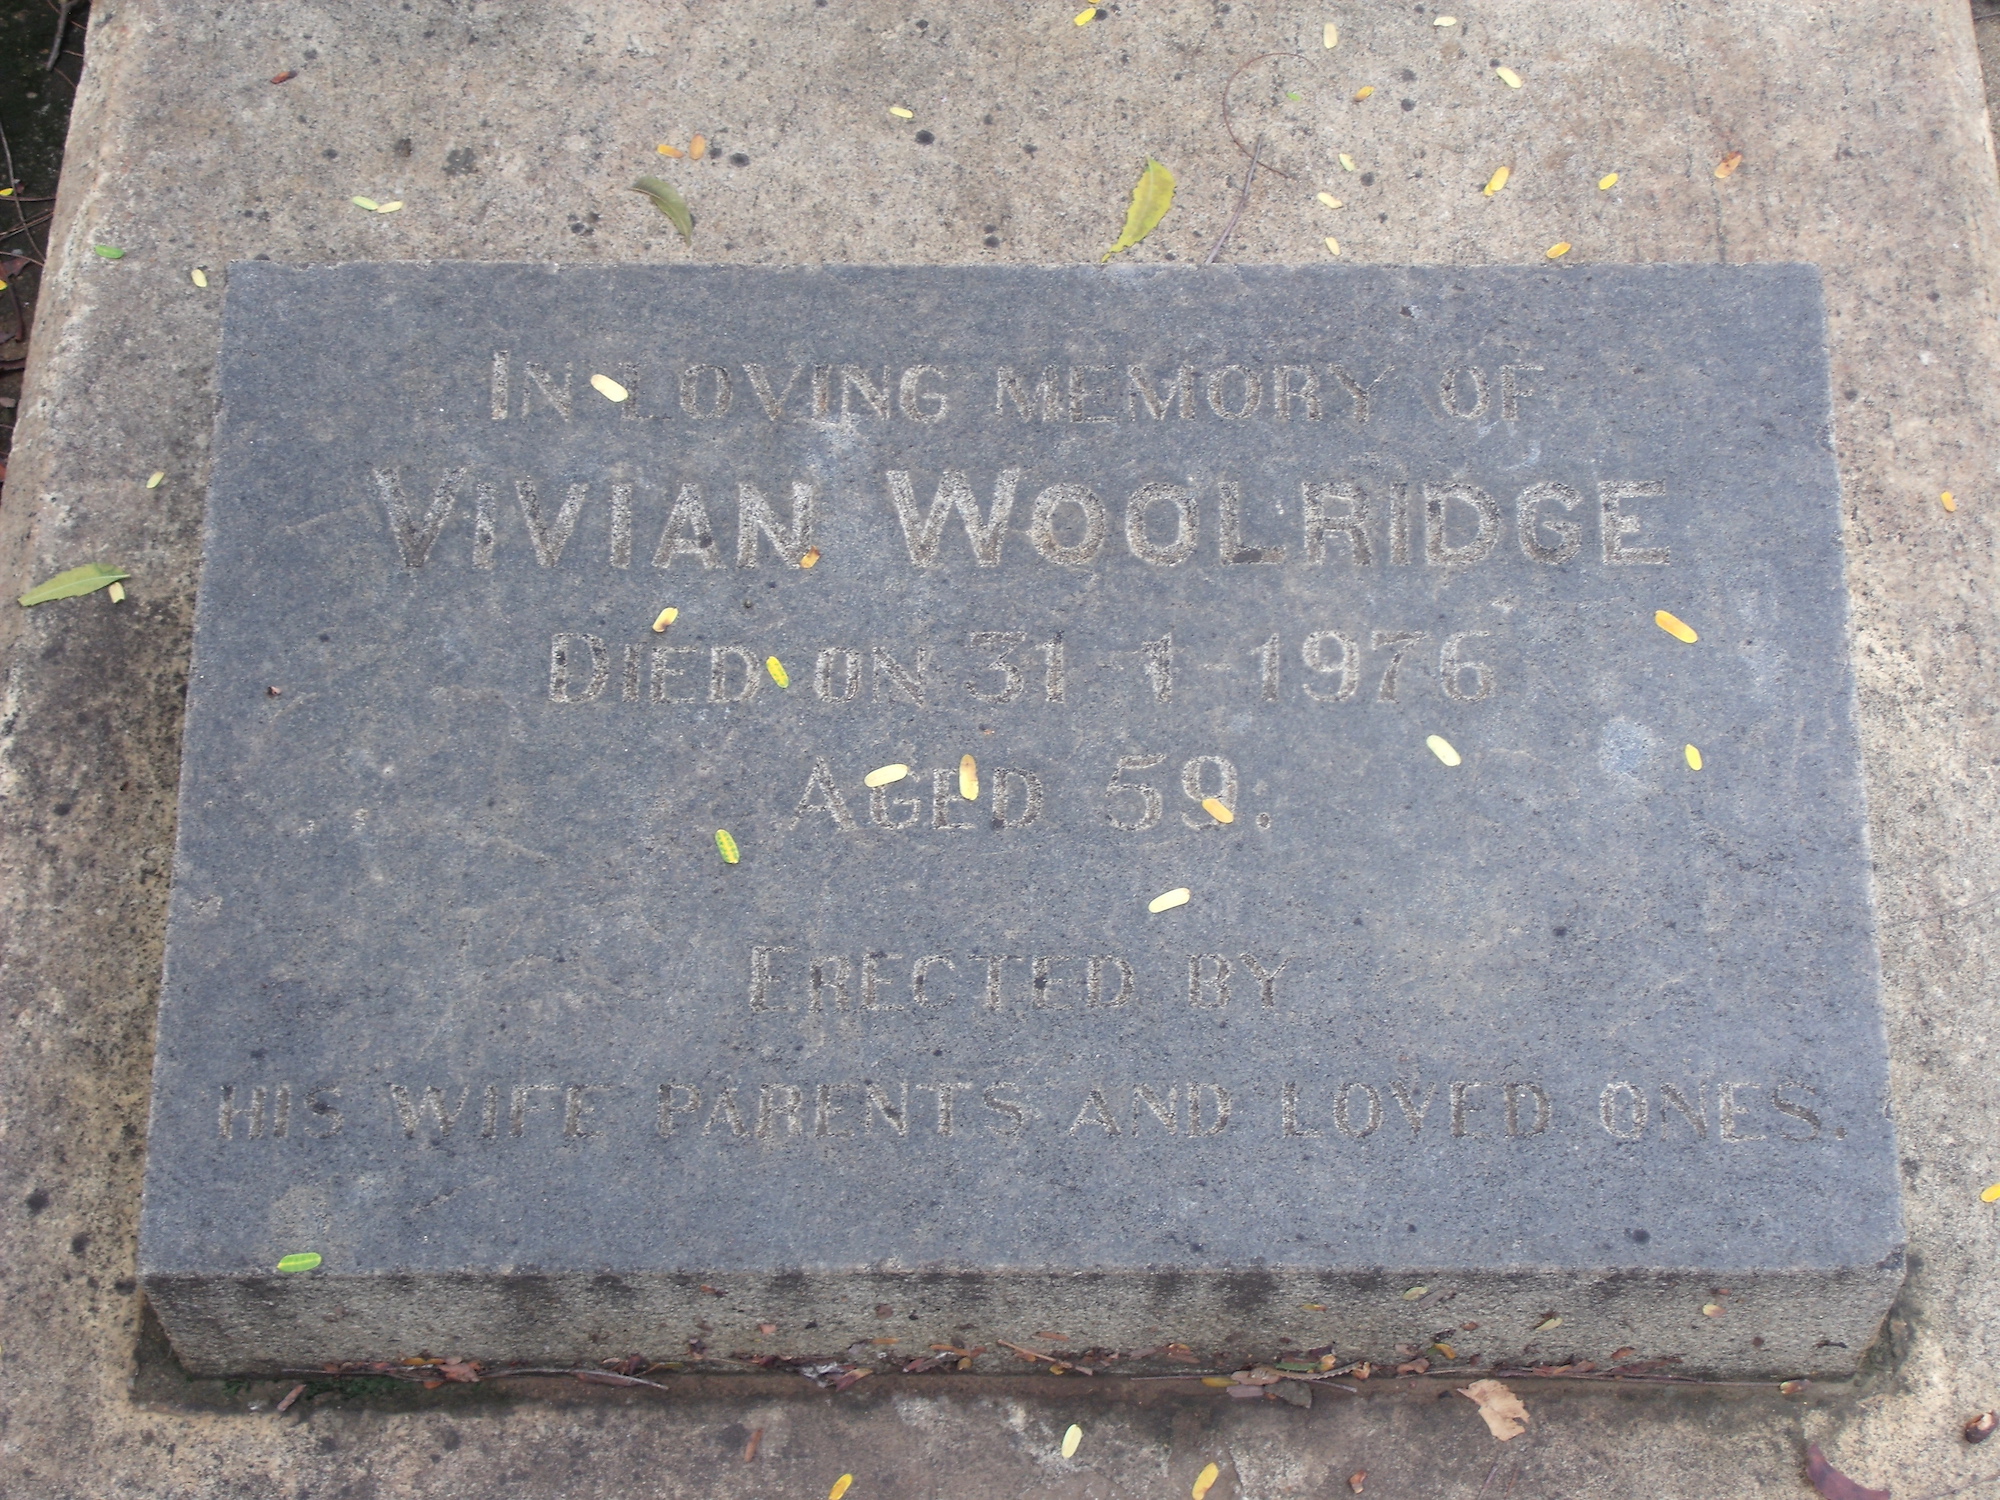 In loving memory of
Vivian Woolridge
Died on 31-1-1976
Aged 59:
Erected by
his wife parents and loved ones.